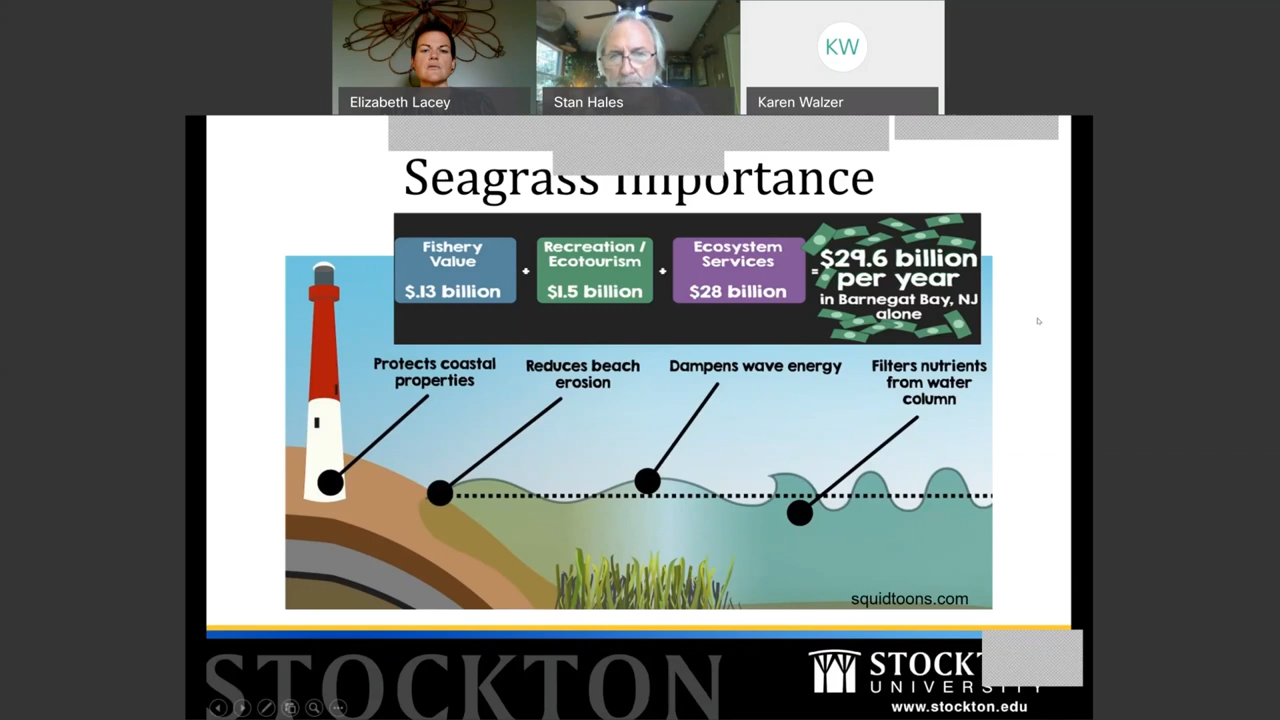 Elizabeth Lacey
Stan Hales
KW
Karen Walzer
Seagrass Importance
Fishery
Value
$.13 billion
+
Recreation /
Ecotourism
$1.5 billion
+
Ecosystem
Services
$28 billion
=
$29.6 billion
per year
in Barnegat Bay, NJ
alone
Protects coastal
properties
Reduces beach
erosion
Dampens wave energy
Filters nutrients
from water
column
squidtoons.com
STOCKTON
UNIVERSITY
www.stockton.edu